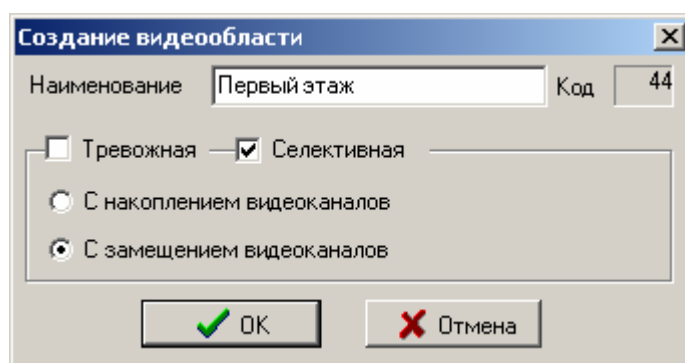 Создание видеообласти
Наименование Первый этаж Код 44
Тревожная Селективная
С накоплением видеоканалов
С замещением видеоканалов
OK Отмена